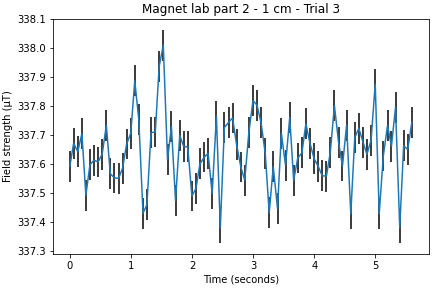 Magnet lab part 2 - 1 cm - Trial 3
338.1
338.0
337.9
337.8
337.7
337.6
337.5
337.4
337.3
Field strength (μT)
0 1 2 3 4 5
Time (seconds)